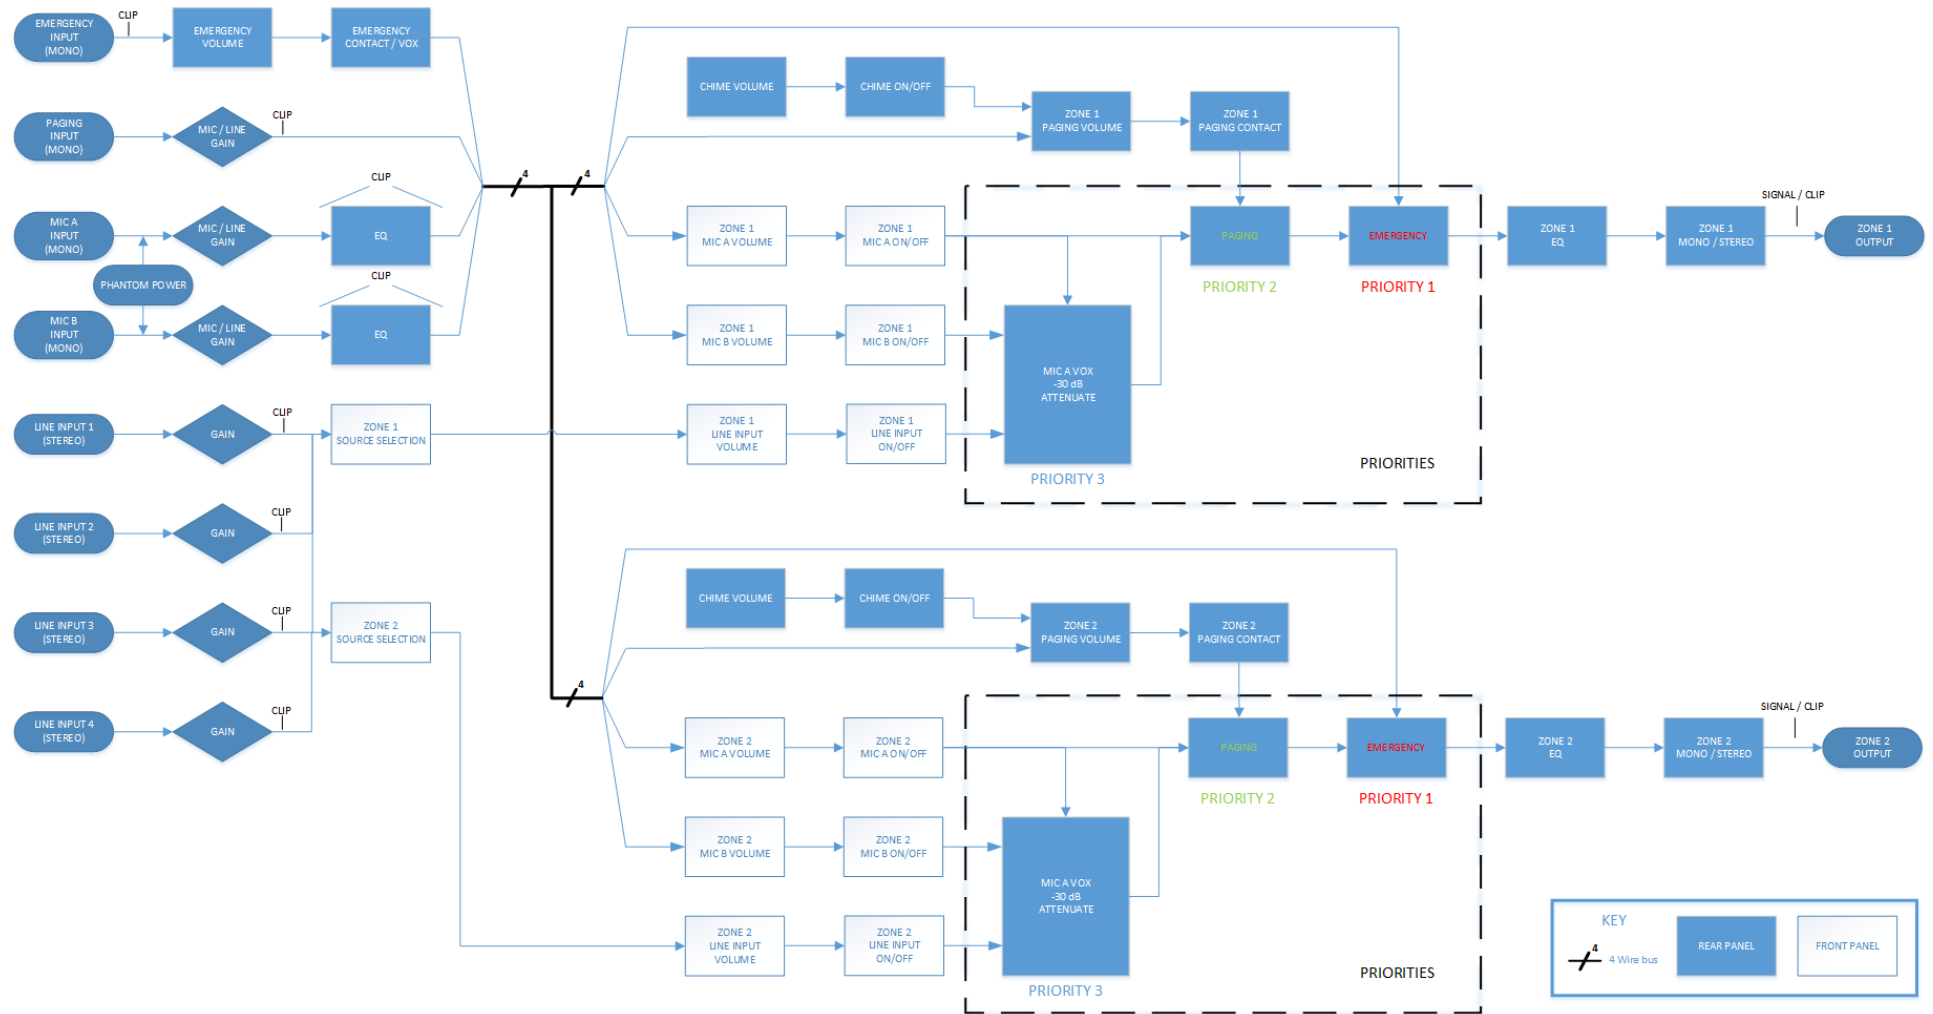 EMERGENCY
INPUT
(MONO)
CLIP
EMERGENCY
VOLUME
EMERGENCY
CONTACT / VOX
PAGING
INPUT
(MONO)
MIC / LINE
GAIN
CLIP
MIC A
INPUT
(MONO)
MIC / LINE
GAIN
CLIP
EQ
PHANTOM POWER
MIC B
INPUT
(MONO)
MIC / LINE
GAIN
CLIP
EQ
LINE INPUT 1
(STEREO)
GAIN
CLIP
ZONE 1
SOURCE SELECTION
LINE INPUT 2
(STEREO)
GAIN
CLIP
LINE INPUT 3
(STEREO)
GAIN
CLIP
ZONE 2
SOURCE SELECTION
LINE INPUT 4
(STEREO)
GAIN
CLIP
4
4
4
CHIME VOLUME
CHIME ON/OFF
ZONE 1
PAGING VOLUME
ZONE 1
PAGING CONTACT
ZONE 1
MIC A VOLUME
ZONE 1
MIC A ON/OFF
PAGING
PRIORITY 2
EMERGENCY
PRIORITY 1
ZONE 1
EQ
ZONE 1
MONO / STEREO
SIGNAL / CLIP
ZONE 1
OUTPUT
ZONE 1
MIC B VOLUME
ZONE 1
MIC B ON/OFF
MIC A VOX
-30 dB
ATTENUATE
PRIORITY 3
ZONE 1
LINE INPUT
VOLUME
ZONE 1
LINE INPUT
ON/OFF
PRIORITIES
CHIME VOLUME
CHIME ON/OFF
ZONE 2
PAGING VOLUME
ZONE 2
PAGING CONTACT
ZONE 2
MIC A VOLUME
ZONE 2
MIC A ON/OFF
PAGING
PRIORITY 2
EMERGENCY
PRIORITY 1
ZONE 2
EQ
ZONE 2
MONO / STEREO
SIGNAL / CLIP
ZONE 2
OUTPUT
ZONE 2
MIC B VOLUME
ZONE 2
MIC B ON/OFF
MIC A VOX
-30 dB
ATTENUATE
PRIORITY 3
ZONE 2
LINE INPUT
VOLUME
ZONE 2
LINE INPUT
ON/OFF
PRIORITIES
KEY
4
4 Wire bus
REAR PANEL
FRONT PANEL